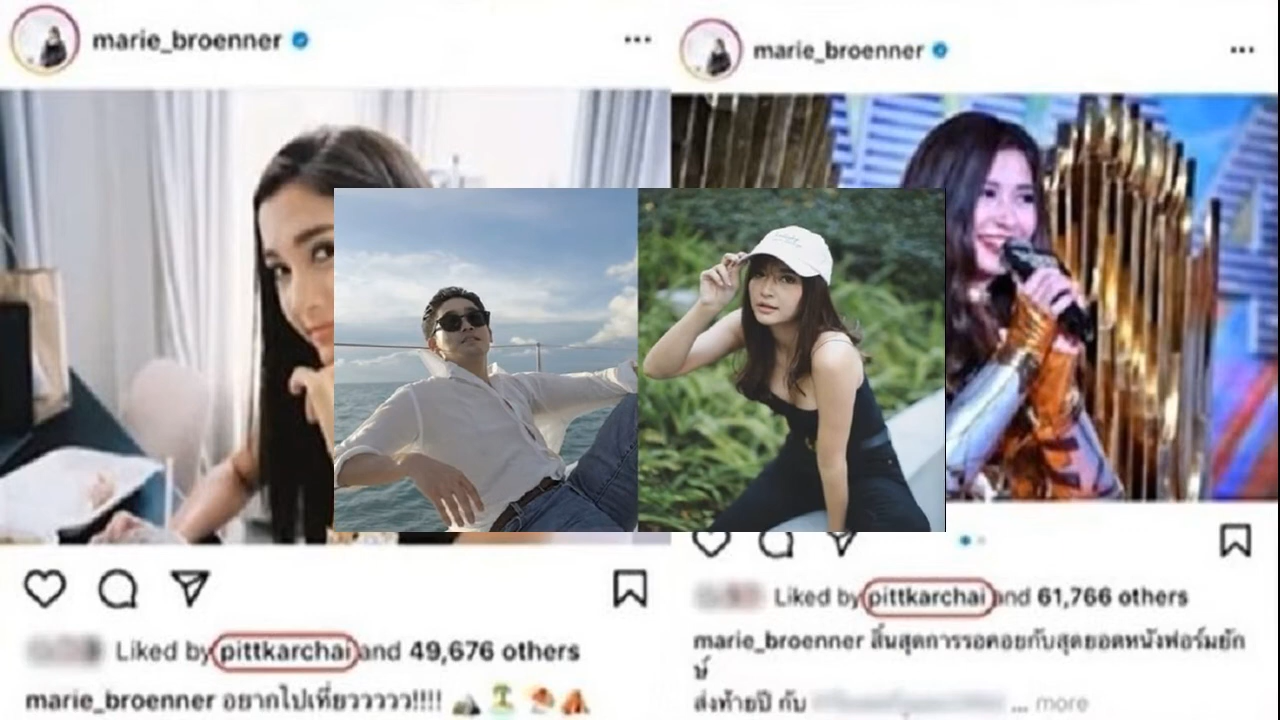 marie_broenner
Liked by pittkarchai and 49,676 others
marie_broenner อยากไปเที่ยววววว!!!!
marie_broenner
Liked by pittkarchai and 61,766 others
marie_broenner สิ้นสุดการรอคอยกับสุดยอดหนังฟอร์มยัก
ษ์
ส่งท้ายปี กับ ... more